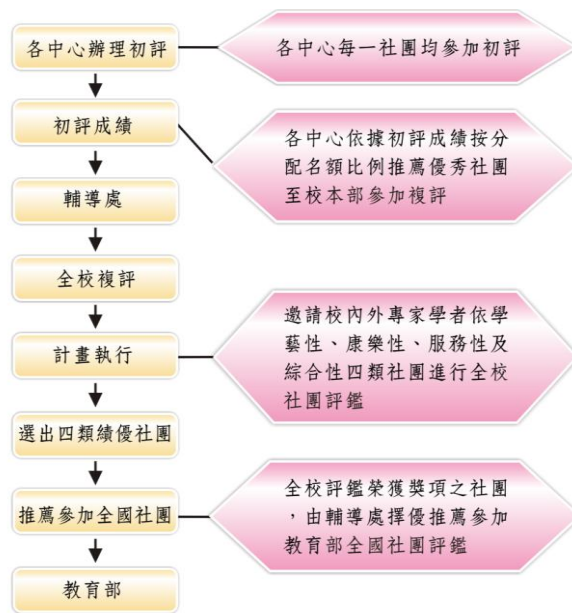 各中心辦理初評
各中心每一社團均參加初評
初評成績
各中心依據初評成績按分
配名額比例推薦優秀社團
至校本部參加複評
輔導處
全校複評
計畫執行
邀請校內外專家學者依學
藝性、康樂性、服務性及
綜合性四類社團進行全校
社團評鑑
選出四類績優社團
推薦參加全國社團
全校評鑑榮獲獎項之社團
，由輔導處擇優推薦參加
教育部全國社團評鑑
教育部